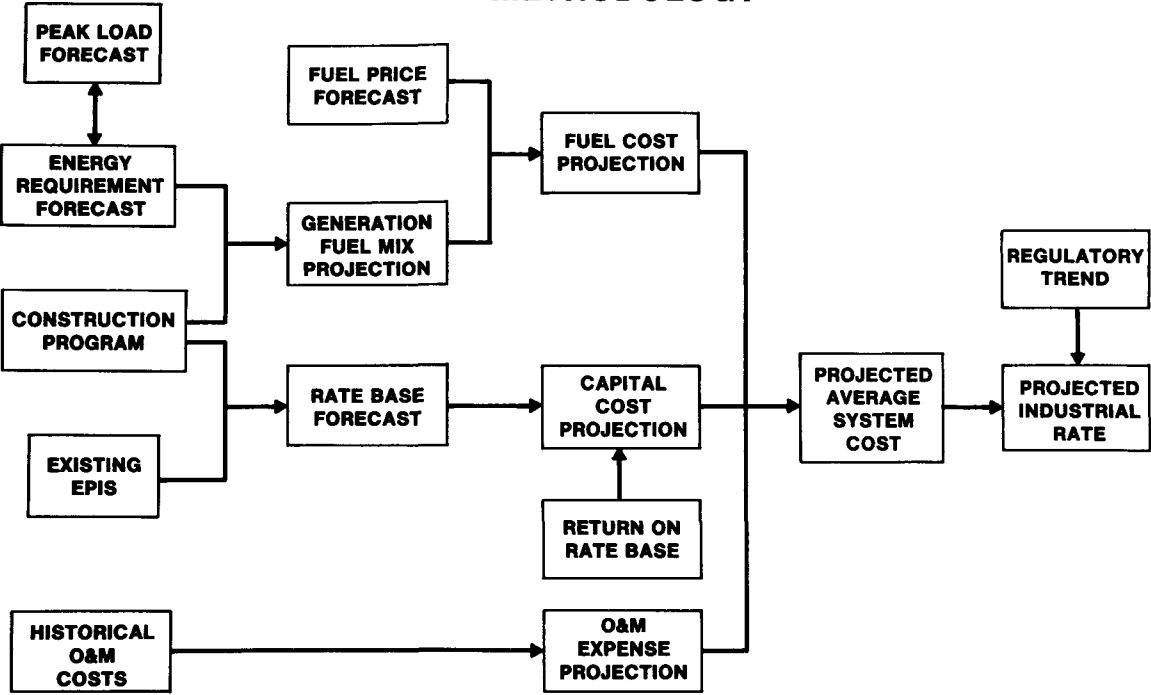 PEAK LOAD
FORECAST
FUEL PRICE
FORECAST
FUEL COST
PROJECTION
ENERGY
REQUIREMENT
FORECAST
GENERATION
FUEL MIX
PROJECTION
REGULATORY
TREND
CONSTRUCTION
PROGRAM
RATE BASE
FORECAST
CAPITAL
COST
PROJECTION
PROJECTED
AVERAGE
SYSTEM
COST
PROJECTED
INDUSTRIAL
RATE
EXISTING
EPIS
RETURN ON
RATE BASE
HISTORICAL
O&M
COSTS
O&M
EXPENSE
PROJECTION